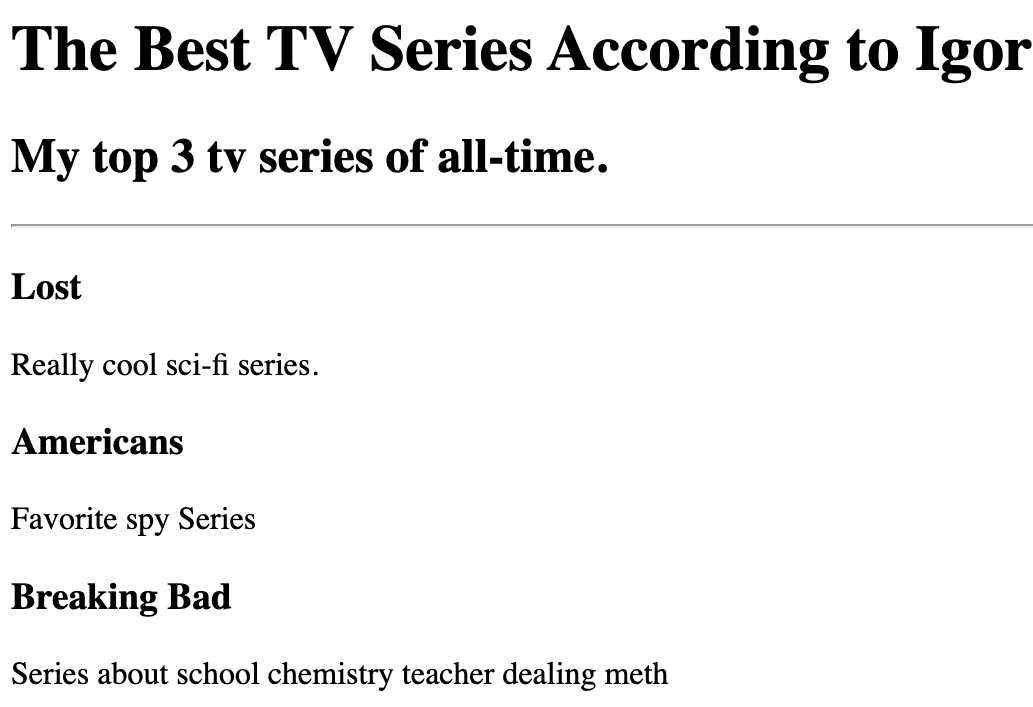 The Best TV Series According to Igor
My top 3 tv series of all-time.
Lost
Really cool sci-fi series.
Americans
Favorite spy Series
Breaking Bad
Series about school chemistry teacher dealing meth